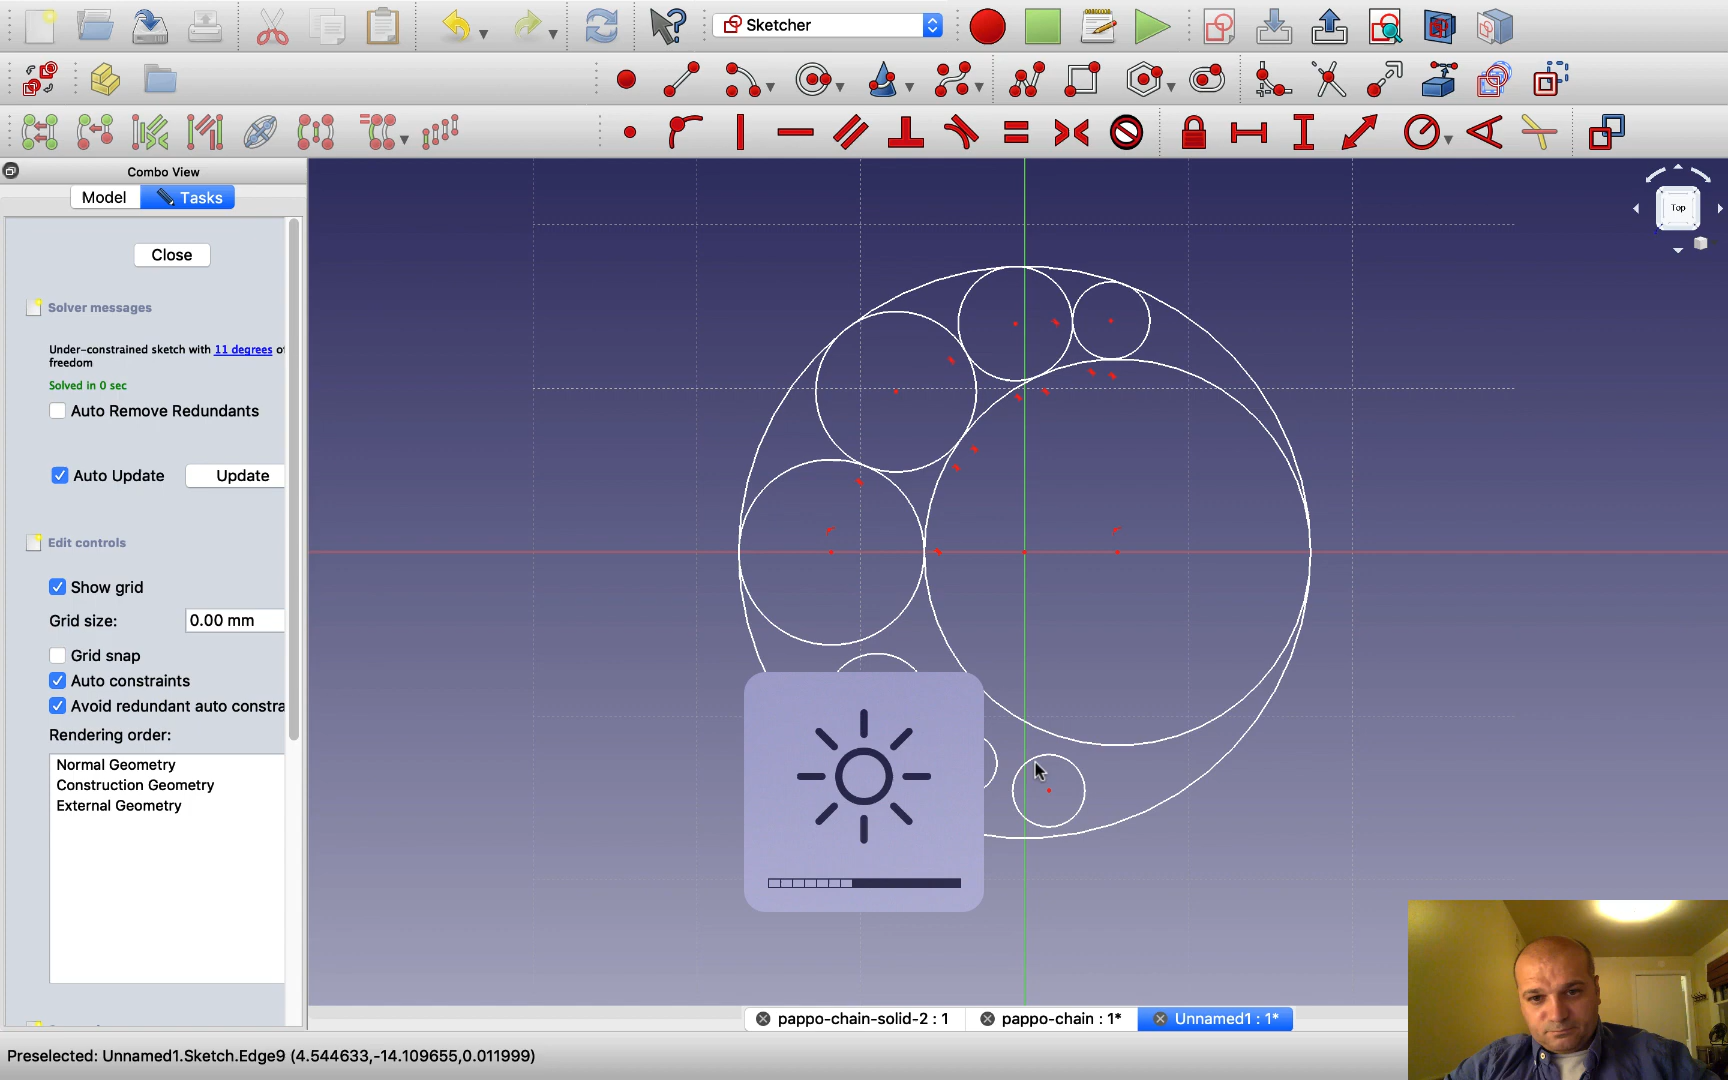 Sketcher
Combo View
Model
Tasks
Close
Solver messages
Under-constrained sketch with 11 degrees
freedom
Solved in 0 sec
Auto Remove Redundants
Auto Update
Update
Edit controls
Show grid
Grid size:
0.00 mm
Grid snap
Auto constraints
Avoid redundant auto constra
Rendering order:
Normal Geometry
Construction Geometry
External Geometry
Top
pappo-chain-solid-2 : 1
pappo-chain : 1*
Unnamed1 : 1*
Preselected: Unnamed1.Sketch.Edge9 (4.544633,-14.109655,0.011999)